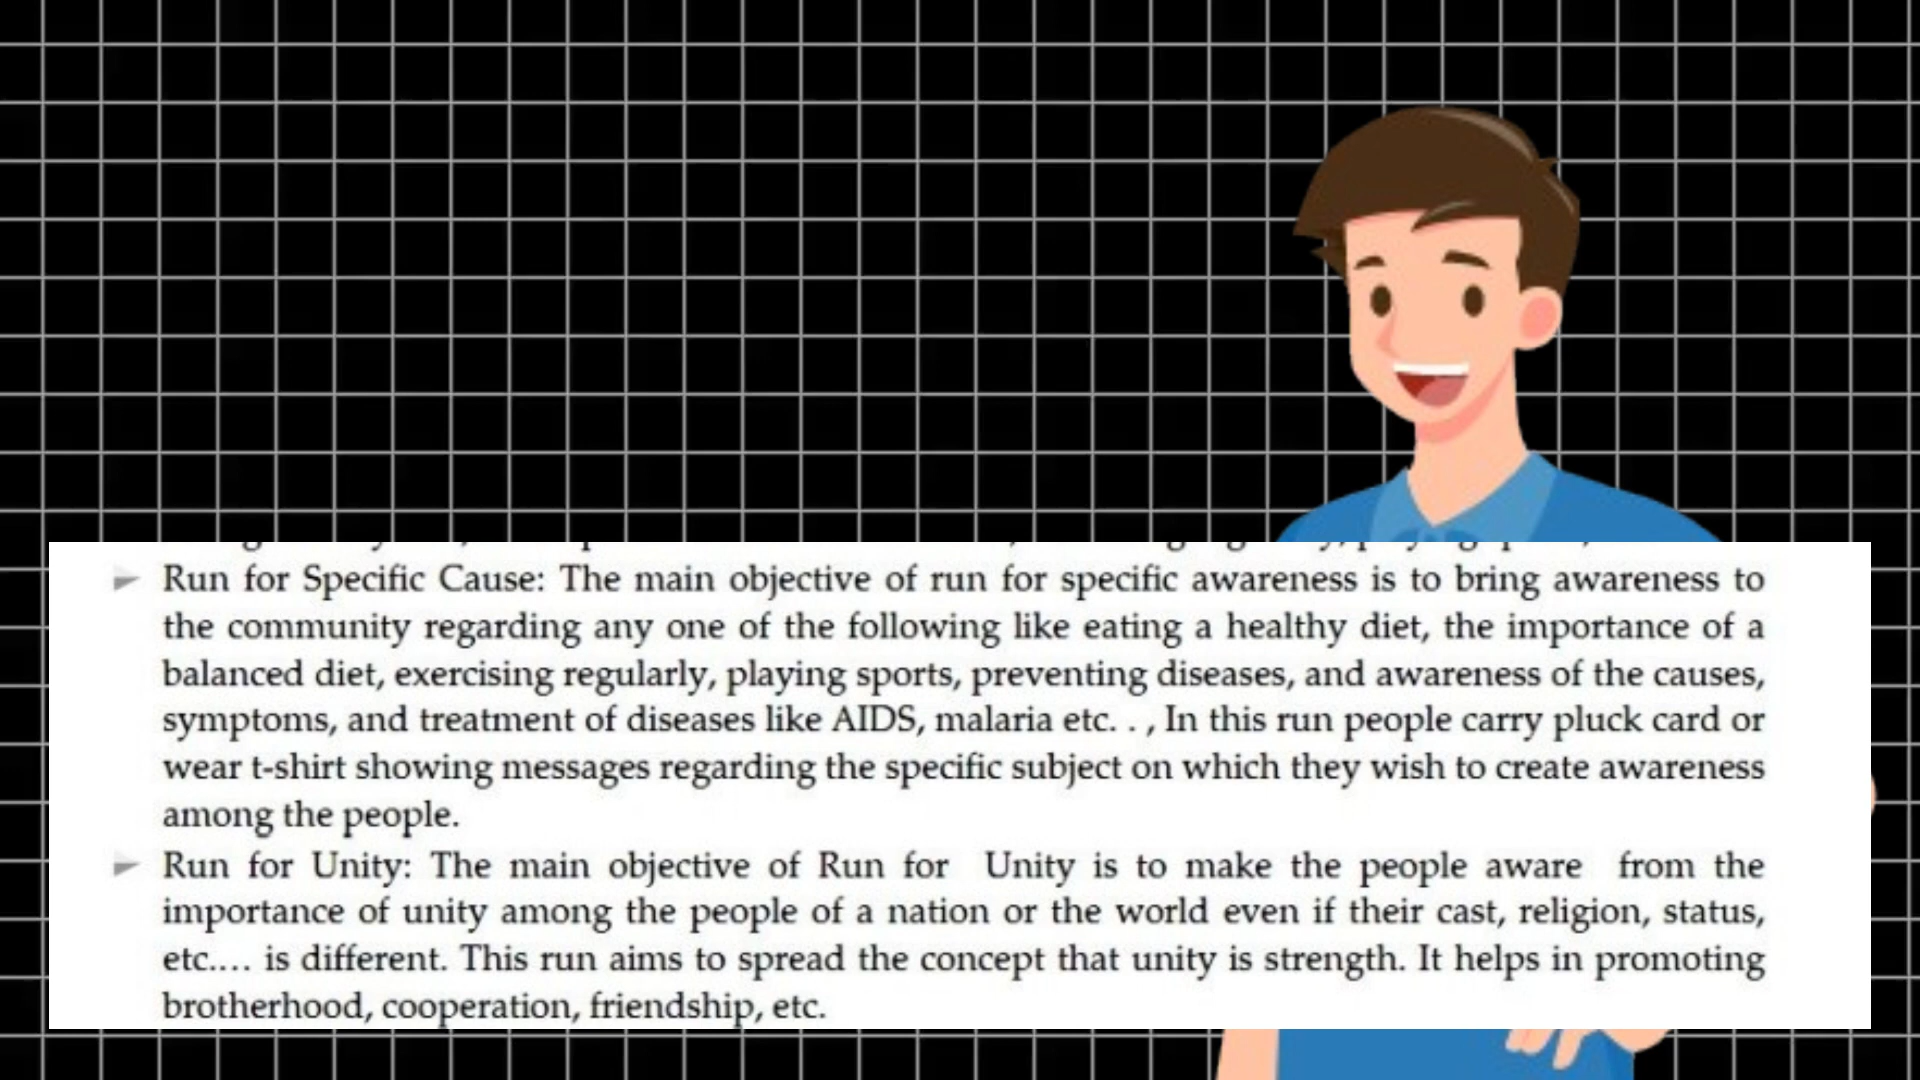 Run for Specific Cause: The main objective of run for specific awareness is to bring awareness to
the community regarding any one of the following like eating a healthy diet, the importance of a
balanced diet, exercising regularly, playing sports, preventing diseases, and awareness of the causes,
symptoms, and treatment of diseases like AIDS, malaria etc. . , In this run people carry pluck card or
wear t-shirt showing messages regarding the specific subject on which they wish to create awareness
among the people.
Run for Unity: The main objective of Run for Unity is to make the people aware from the
importance of unity among the people of a nation or the world even if their cast, religion, status,
etc.... is different. This run aims to spread the concept that unity is strength. It helps in promoting
brotherhood, cooperation, friendship, etc.